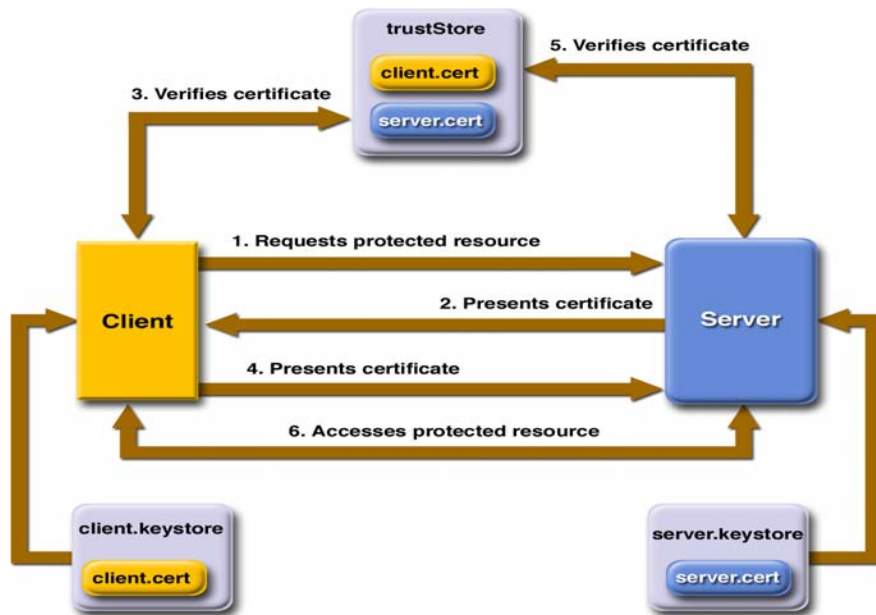 trustStore
client.cert
server.cert
5. Verifies certificate
3. Verifies certificate
1. Requests protected resource
2. Presents certificate
Client
Server
4. Presents certificate
6. Accesses protected resource
client.keystore
client.cert
server.keystore
server.cert